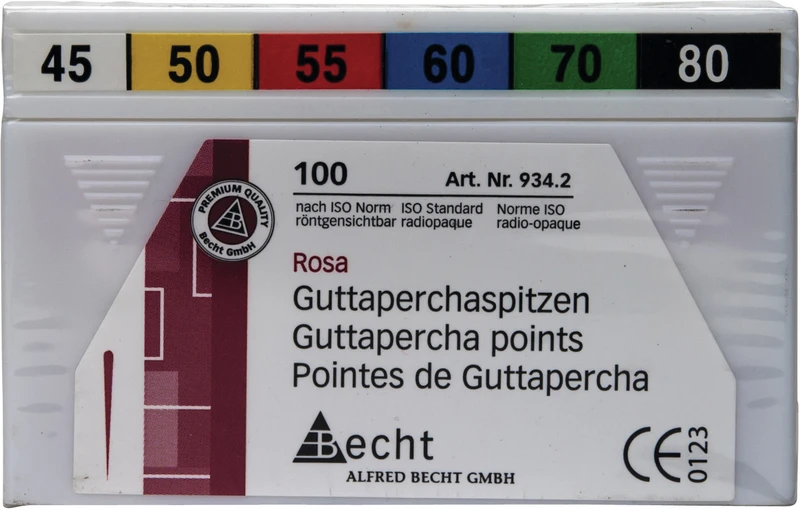 45 50 55 60 70 80
100 Art. Nr. 934.2
nach ISO Norm ISO Standard Norme ISO
röntgensichtbar radiopaque radio-opaque
PREMIUM QUALITY
B
Becht GmbH
Rosa
Guttaperchaspitzen
Guttapercha points
Pointes de Guttapercha
Becht
ALFRED BECHT GMBH
CE 0123